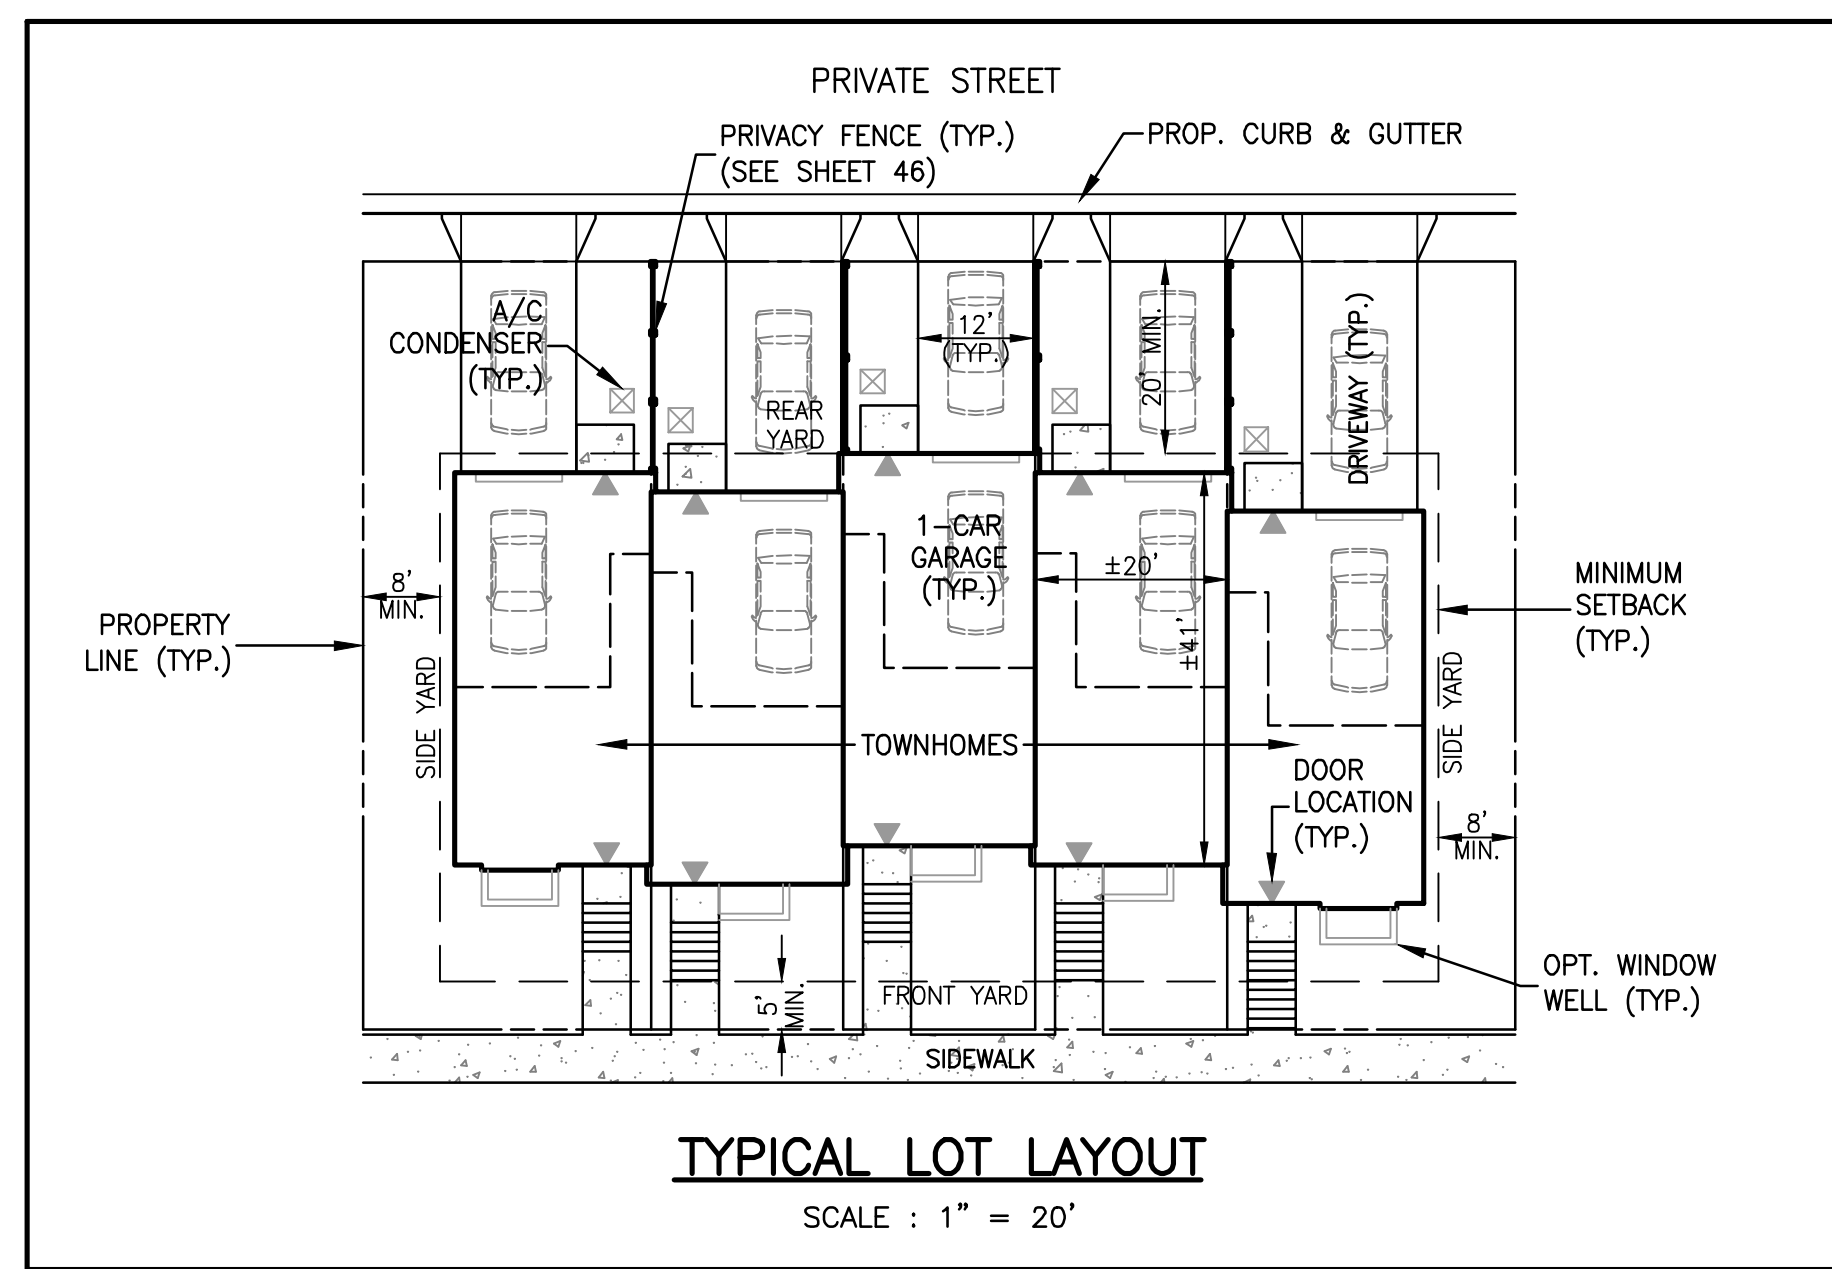 PRIVATE STREET
PRIVACY FENCE (TYP.)
(SEE SHEET 46)
PROP. CURB & GUTTER
A/C
CONDENSER
(TYP.)
REAR
YARD
12'
(TYP.)
20' MIN.
DRIVEWAY (TYP.)
1-CAR
GARAGE
(TYP.)
±20'
±41'
8'
MIN.
PROPERTY
LINE (TYP.)
SIDE YARD
MINIMUM
SETBACK
(TYP.)
SIDE YARD
TOWNHOMES
DOOR
LOCATION
(TYP.)
8'
MIN.
OPT. WINDOW
WELL (TYP.)
5'
MIN.
FRONT YARD
SIDEWALK
TYPICAL LOT LAYOUT
SCALE : 1" = 20'